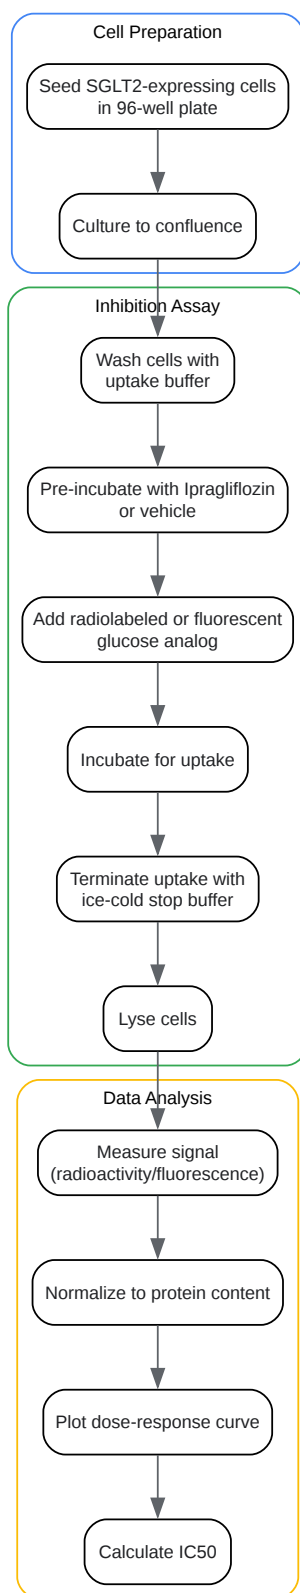 Cell Preparation
Seed SGLT2-expressing cells
in 96-well plate
Culture to confluence
Inhibition Assay
Wash cells with
uptake buffer
Pre-incubate with Ipragliflozin
or vehicle
Add radiolabeled or fluorescent
glucose analog
Incubate for uptake
Terminate uptake with
ice-cold stop buffer
Lyse cells
Data Analysis
Measure signal
(radioactivity/fluorescence)
Normalize to protein content
Plot dose-response curve
Calculate IC50